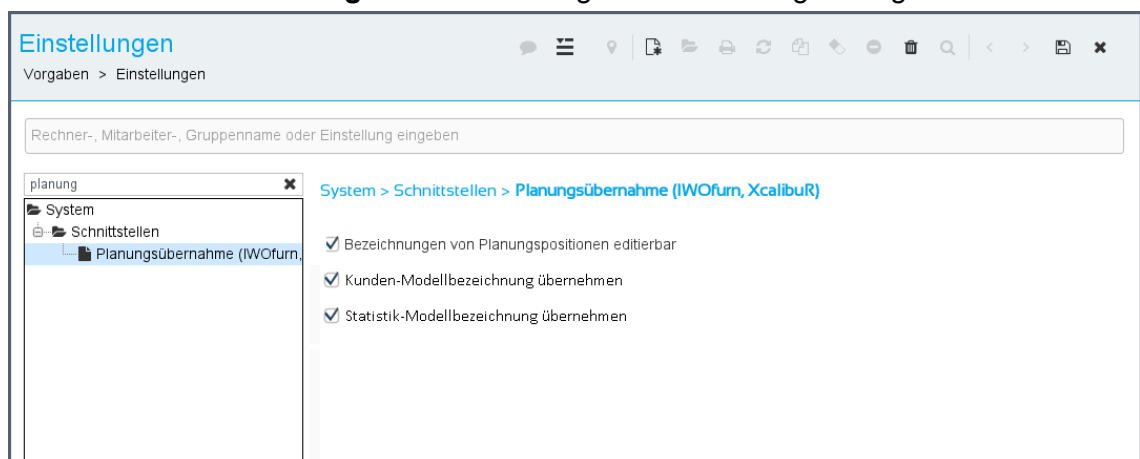 Einstellungen
Vorgaben > Einstellungen
Rechner-, Mitarbeiter-, Gruppenname oder Einstellung eingeben
planung
System
Schnittstellen
Planungsübernahme (IWOfurn,
System > Schnittstellen > Planungsübernahme (IWOfurn, XcalibuR)
Bezeichnungen von Planungspositionen editierbar
Kunden-Modellbezeichnung übernehmen
Statistik-Modellbezeichnung übernehmen